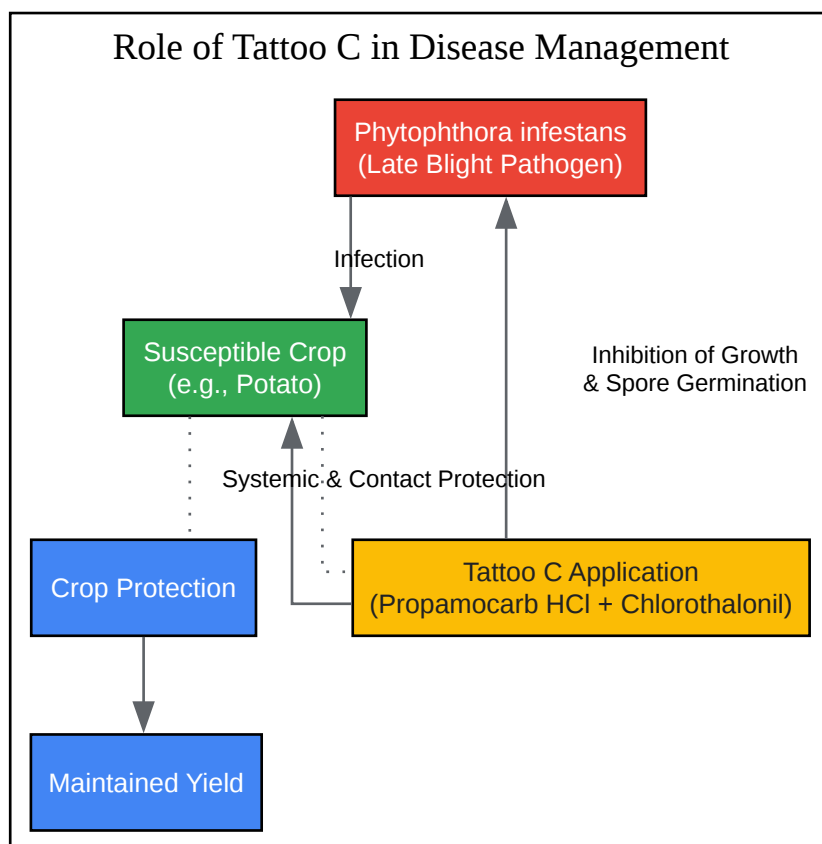 Role of Tattoo C in Disease Management
Phytophthora infestans
(Late Blight Pathogen)
Infection
Susceptible Crop
(e.g., Potato)
Inhibition of Growth
& Spore Germination
Systemic & Contact Protection
Crop Protection
Tattoo C Application
(Propamocarb HCl + Chlorothalonil)
Maintained Yield